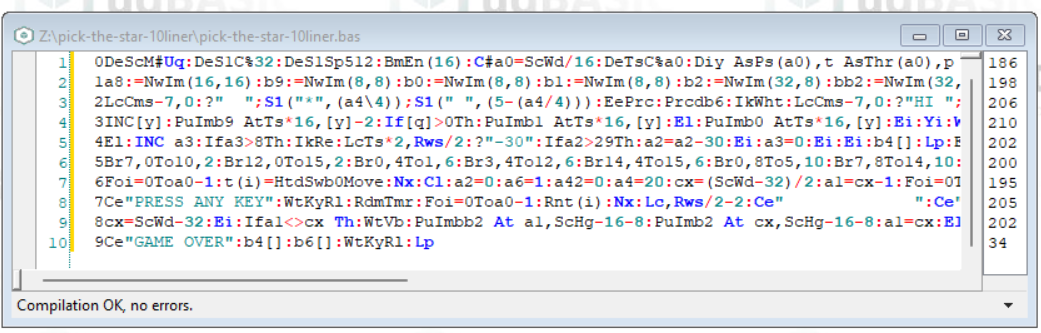 Z:\pick-the-star-10liner\pick-the-star-10liner.bas
1 0DeScM#Uq:DeSlC%32:DeSlSp512:BmEn(16):C#a0=ScWd/16:DeTsC%a0:Diy AsPs(a0),t AsThr(a0),p 186
2 1a8:=NwIm(16,16):b9:=NwIm(8,8):b0:=NwIm(8,8):b1:=NwIm(8,8):b2:=NwIm(32,8):bb2:=NwIm(32, 198
3 2LcCms-7,0:?" ";S1("*",(a4\4));S1(" ",(5-(a4/4))):EePrc:Prcdb6:IkWht:LcCms-7,0:?"HI "; 206
4 3INC[y]:PuImb9 AtTs*16,[y]-2:If[q]>0Th:PuImb1 AtTs*16,[y]:El:PuImb0 AtTs*16,[y]:Ei:Yi:W 210
5 4El:INC a3:Ifa3>8Th:IkRe:LcTs*2,Rws/2:?"-30":Ifa2>29Th:a2=a2-30:Ei:a3=0:Ei:Ei:b4[]:Lp:E 202
6 5Br7,0To10,2:Br12,0To15,2:Br0,4To1,6:Br3,4To12,6:Br14,4To15,6:Br0,8To5,10:Br7,8To14,10: 200
7 6Foi=0Toa0-1:t(i)=HtdSwb0Move:Nx:Cl:a2=0:a6=1:a42=0:a4=20:cx=(ScWd-32)/2:a1=cx-1:Foi=0T 195
8 7Ce"PRESS ANY KEY":WtKyRl:RdmTmr:Foi=0Toa0-1:Rnt(i):Nx:Lc,Rws/2-2:Ce" ":Ce" 205
9 8cx=ScWd-32:Ei:Ifa1<>cx Th:WtVb:PuImbb2 At a1,ScHg-16-8:PuImb2 At cx,ScHg-16-8:a1=cx:El 202
10 9Ce"GAME OVER":b4[]:b6[]:WtKyRl:Lp 34
Compilation OK, no errors.